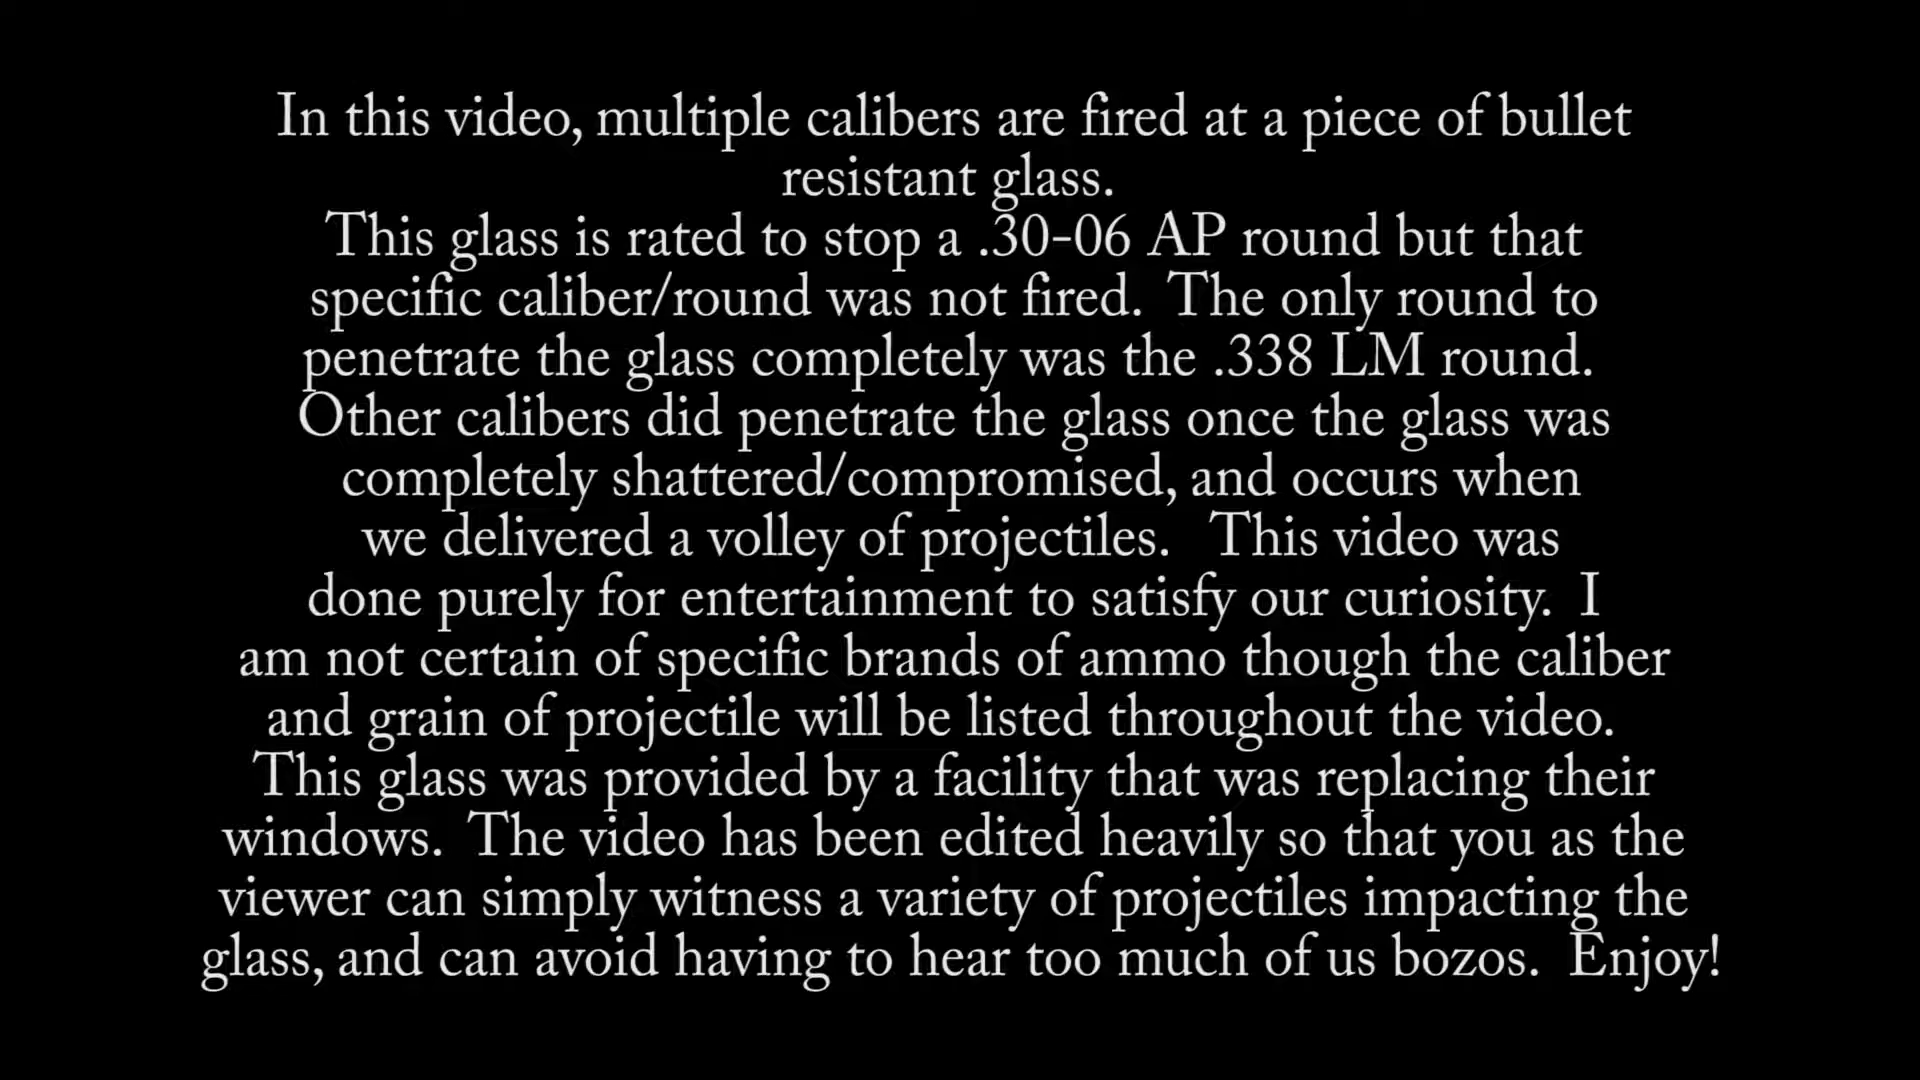 In this video, multiple calibers are fired at a piece of bullet
resistant glass.
This glass is rated to stop a .30-06 AP round but that
specific caliber/round was not fired.  The only round to
penetrate the glass completely was the .338 LM round.
Other calibers did penetrate the glass once the glass was
completely shattered/compromised, and occurs when
we delivered a volley of projectiles.   This video was
done purely for entertainment to satisfy our curiosity.  I
am not certain of specific brands of ammo though the caliber
and grain of projectile will be listed throughout the video.
This glass was provided by a facility that was replacing their
windows.  The video has been edited heavily so that you as the
viewer can simply witness a variety of projectiles impacting the
glass, and can avoid having to hear too much of us bozos.  Enjoy!